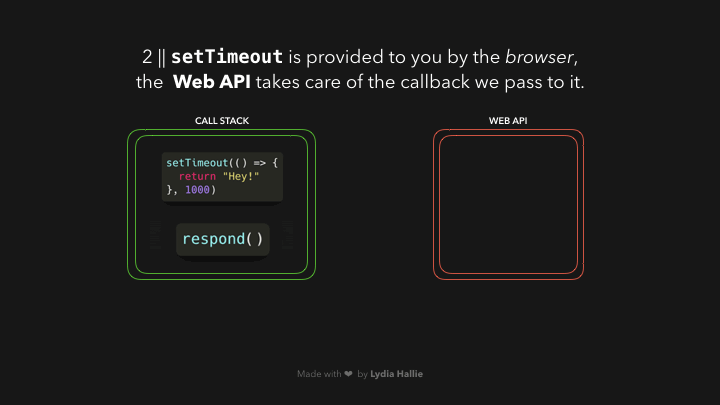 2 || setTimeout is provided to you by the browser,
the Web API takes care of the callback we pass to it.
CALL STACK
WEB API
setTimeout(() => {
return "Hey!"
}, 1000)
respond()
Made with ❤ by Lydia Hallie